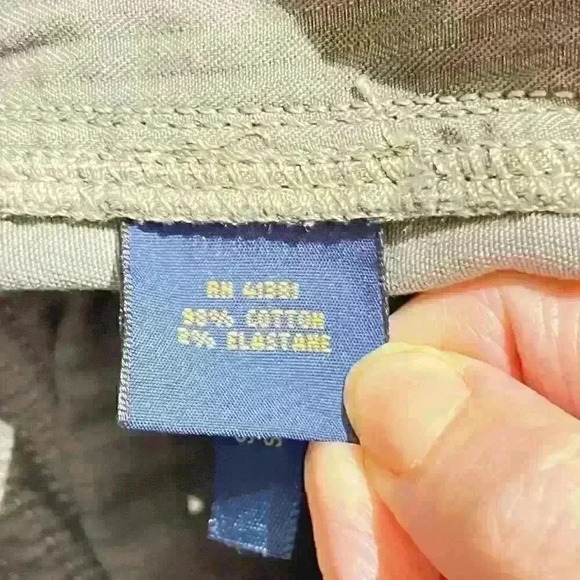 RN 41381
98% COTTON
2% ELASTANE